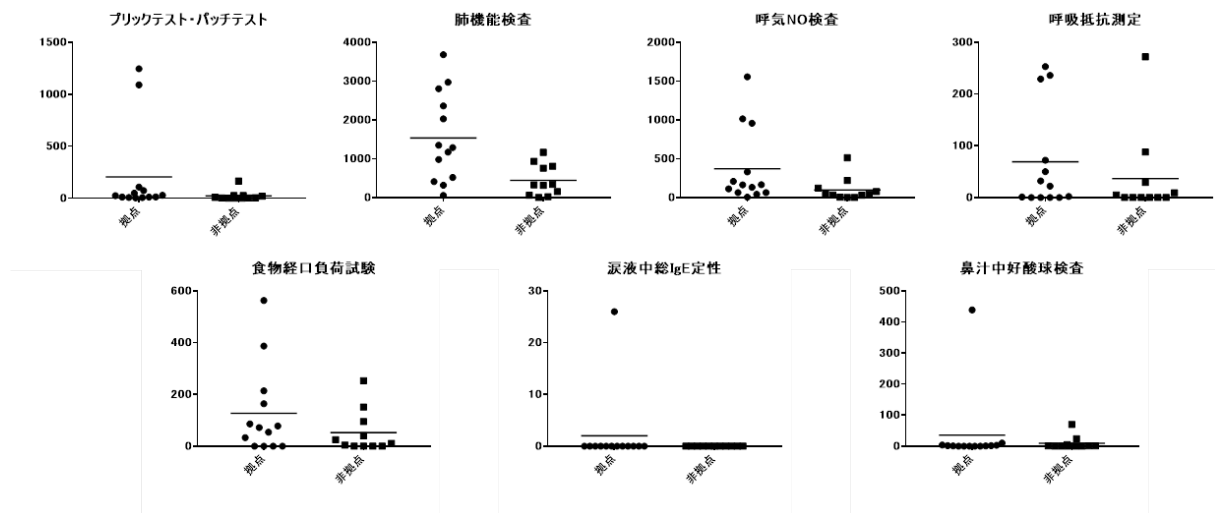 プリックテスト・パッチテスト
1500
1000
500
0
拠点
非拠点
肺機能検査
4000
3000
2000
1000
0
拠点
非拠点
呼気NO検査
2000
1500
1000
500
0
拠点
非拠点
呼吸抵抗測定
300
200
100
0
拠点
非拠点
食物経口負荷試験
600
400
200
0
拠点
非拠点
涙液中総IgE定性
30
20
10
0
拠点
非拠点
鼻汁中好酸球検査
500
400
300
200
100
0
拠点
非拠点